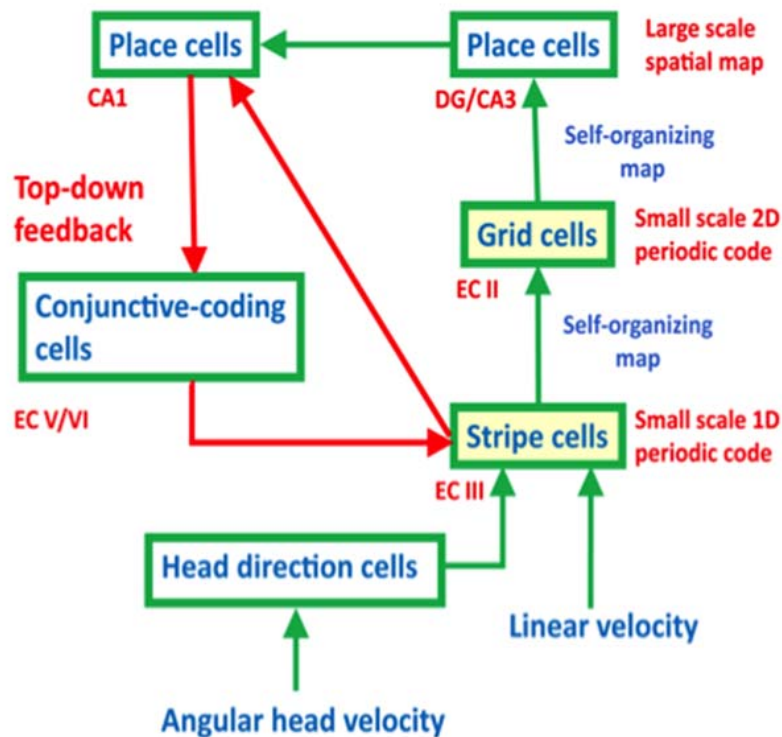 Place cells
Place cells
Large scale
spatial map
CA1
DG/CA3
Self-organizing
map
Top-down
feedback
Grid cells
Small scale 2D
periodic code
EC II
Conjunctive-coding
cells
Self-organizing
map
EC V/VI
Stripe cells
Small scale 1D
periodic code
EC III
Head direction cells
Linear velocity
Angular head velocity